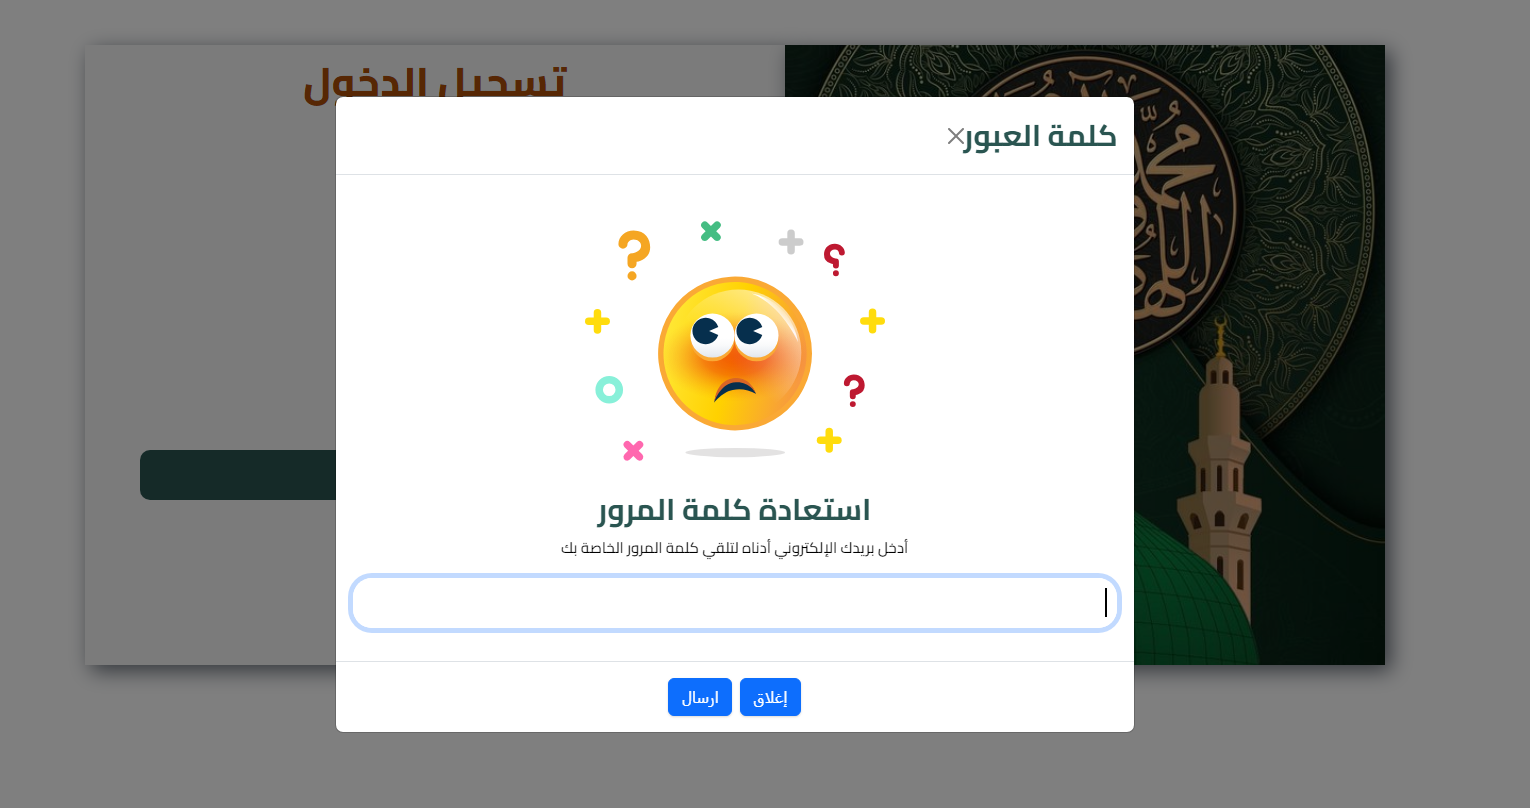 تسجيل الدخول
كلمة العبور
استعادة كلمة المرور
أدخل بريدك الإلكتروني أدناه لتلقي كلمة المرور الخاصة بك
إغلاق
ارسال